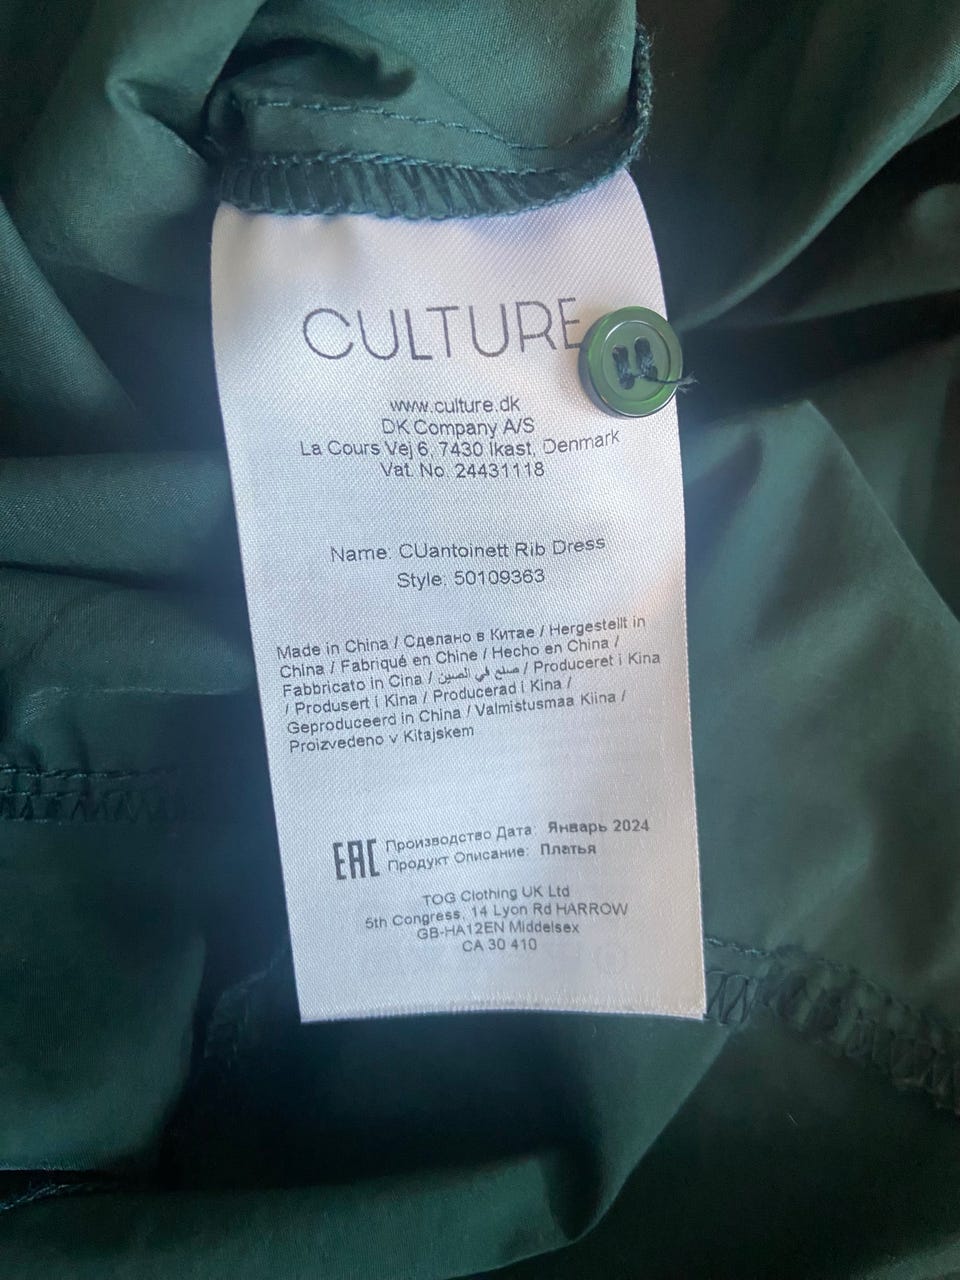 CULTURE
www.culture.dk
DK Company A/S
La Cours Vej 6, 7430 Ikast, Denmark
Vat. No. 24431118
Name: CUantoinett Rib Dress
Style: 50109363
Made in China / Сделано в Китае / Hergestellt in
China / Fabriqué en Chine / Hecho en China /
Fabbricato in Cina / صنع في الصين / Produceret i Kina
/ Produsert i Kina / Producerad i Kina /
Geproduceerd in China / Valmistusmaa Kiina /
Proizvedeno v Kitajskem
EAC Производство Дата: Январь 2024
Продукт Описание: Платья
TOG Clothing UK Ltd
5th Congress, 14 Lyon Rd HARROW
GB-HA12EN Middelsex
CA 30 410